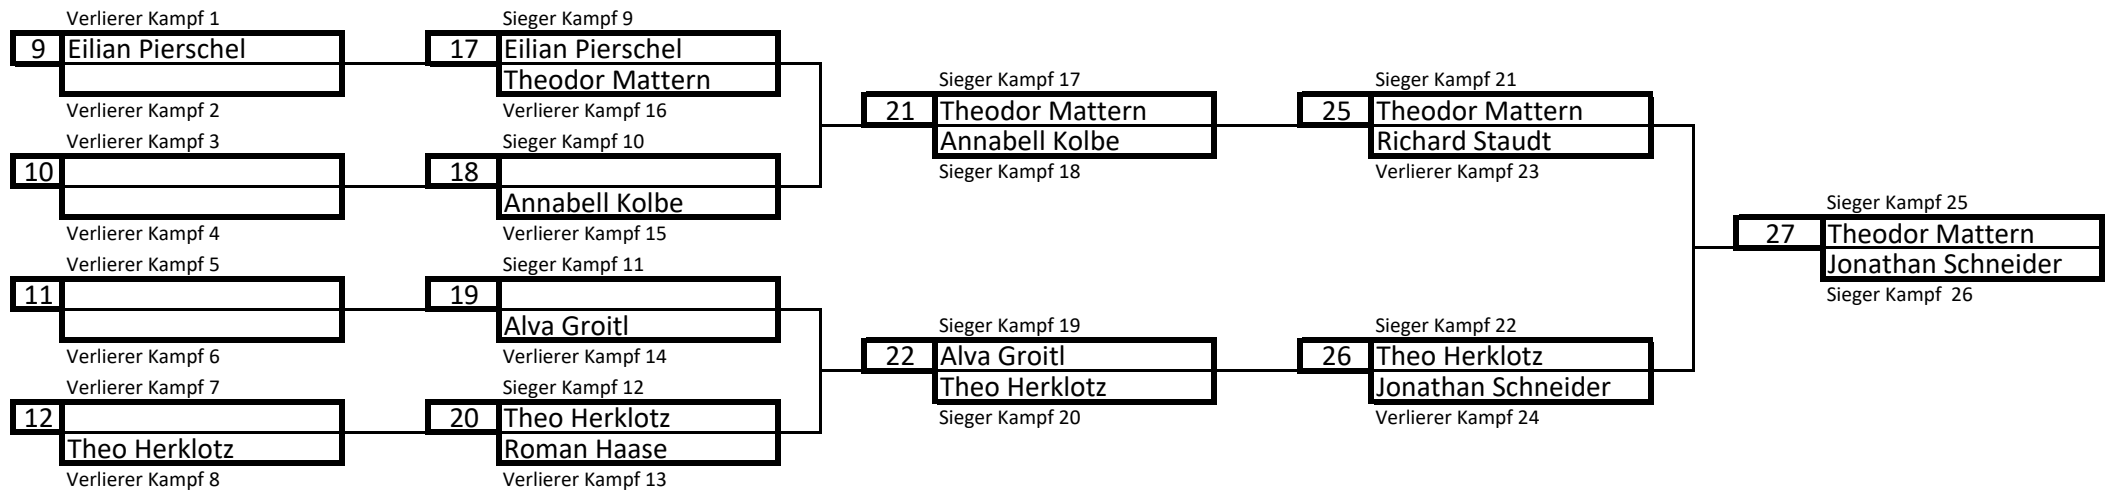 Verlierer Kampf 1
9 Eilian Pierschel
Verlierer Kampf 2
Verlierer Kampf 3
10
Verlierer Kampf 4
Verlierer Kampf 5
11
Verlierer Kampf 6
Verlierer Kampf 7
12
Theo Herklotz
Verlierer Kampf 8
Sieger Kampf 9
17 Eilian Pierschel
Theodor Mattern
Verlierer Kampf 16
Sieger Kampf 10
18
Annabell Kolbe
Verlierer Kampf 15
Sieger Kampf 11
19
Alva Groitl
Verlierer Kampf 14
Sieger Kampf 12
20 Theo Herklotz
Roman Haase
Verlierer Kampf 13
Sieger Kampf 17
21 Theodor Mattern
Annabell Kolbe
Sieger Kampf 18
Sieger Kampf 19
22 Alva Groitl
Theo Herklotz
Sieger Kampf 20
Sieger Kampf 21
25 Theodor Mattern
Richard Staudt
Verlierer Kampf 23
Sieger Kampf 22
26 Theo Herklotz
Jonathan Schneider
Verlierer Kampf 24
Sieger Kampf 25
27 Theodor Mattern
Jonathan Schneider
Sieger Kampf 26